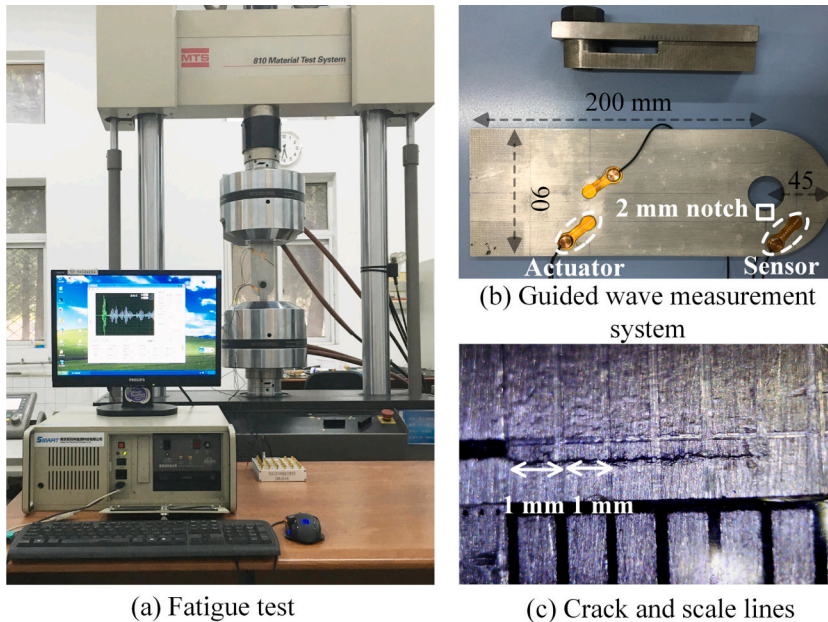 MTS
810 Material Test System
PHILIPS
SMART
(a) Fatigue test
200 mm
90
45
2 mm notch
Actuator
Sensor
(b) Guided wave measurement
system
1 mm 1 mm
(c) Crack and scale lines